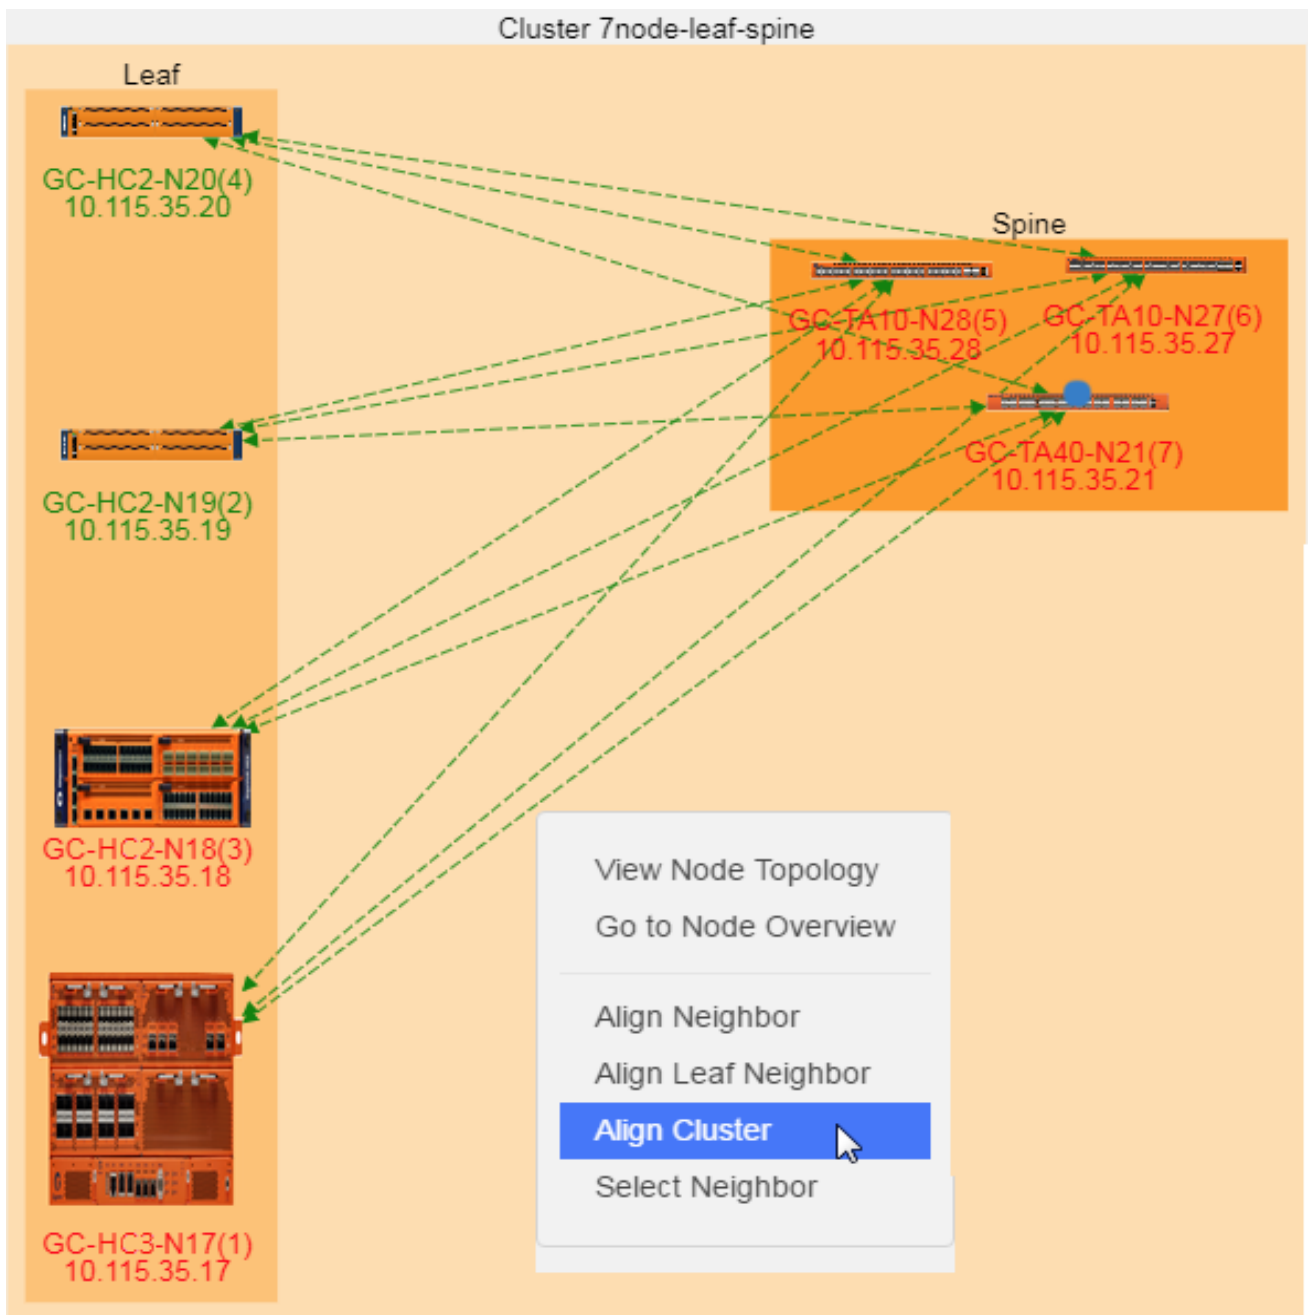 Cluster 7node-leaf-spine
Leaf
GC-HC2-N20(4)
10.115.35.20
Spine
GC-TA10-N28(5)
10.115.35.28
GC-TA10-N27(6)
10.115.35.27
GC-TA40-N21(7)
10.115.35.21
GC-HC2-N19(2)
10.115.35.19
GC-HC2-N18(3)
10.115.35.18
GC-HC3-N17(1)
10.115.35.17
View Node Topology
Go to Node Overview
Align Neighbor
Align Leaf Neighbor
Align Cluster
Select Neighbor